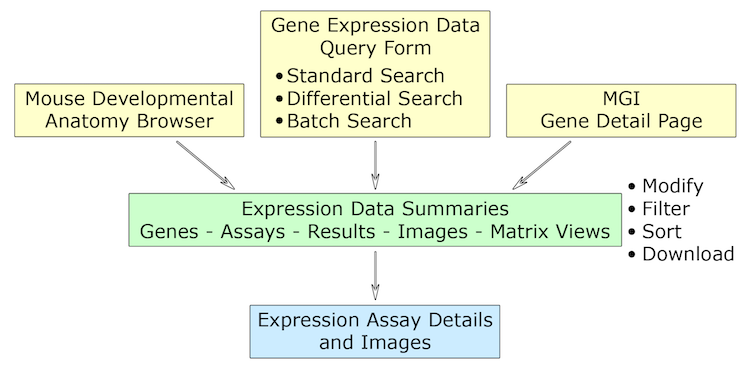 Gene Expression Data
Query Form
• Standard Search
• Differential Search
• Batch Search
Mouse Developmental
Anatomy Browser
MGI
Gene Detail Page
Expression Data Summaries
Genes - Assays - Results - Images - Matrix Views
• Modify
• Filter
• Sort
• Download
Expression Assay Details
and Images